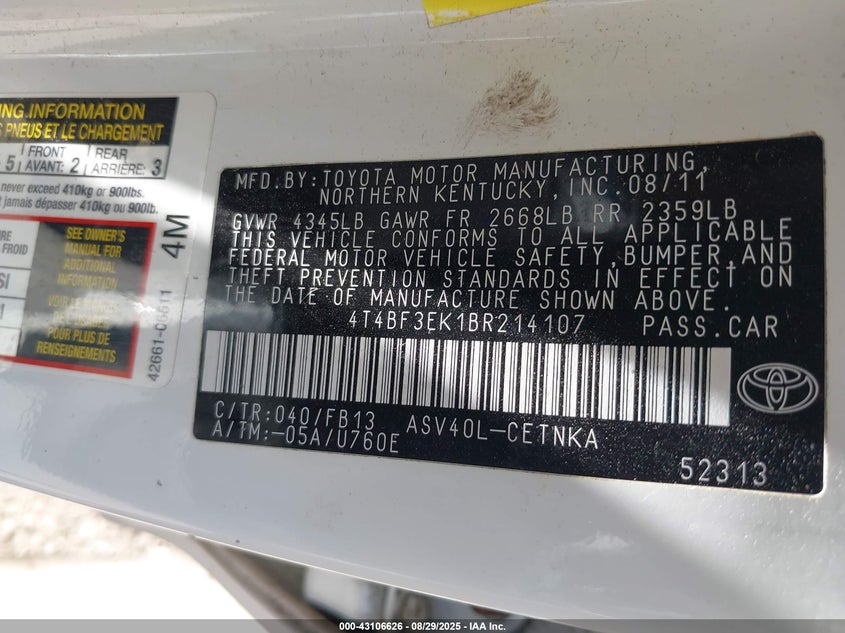 ING INFORMATION
S PNEUS ET LE CHARGEMENT
5 FRONT AVANT: 2 REAR ARRIÈRE: 3
never exceed 410kg or 900lbs.
t jamais dépasser 410kg ou 900lb.
FROID
SI
SEE OWNER'S
MANUAL FOR
ADDITIONAL
INFORMATION
VOIR LE MANUEL
POUR PLUS DE
RENSEIGNEMENTS
4M
MFD.BY:TOYOTA MOTOR MANUFACTURING,
NORTHERN KENTUCKY,INC.08/11
GVWR 4345LB GAWR FR 2668LB RR 2359LB
THIS VEHICLE CONFORMS TO ALL APPLICABLE
FEDERAL MOTOR VEHICLE SAFETY,BUMPER,AND
THEFT PREVENTION STANDARDS IN EFFECT ON
THE DATE OF MANUFACTURE SHOWN ABOVE.
4T4BF3EK1BR214107 PASS.CAR
C/TR:040/FB13
A/TM:-05A/U760E ASV40L-CETNKA
52313
000-43106626 - 08/29/2025 - IAA Inc.